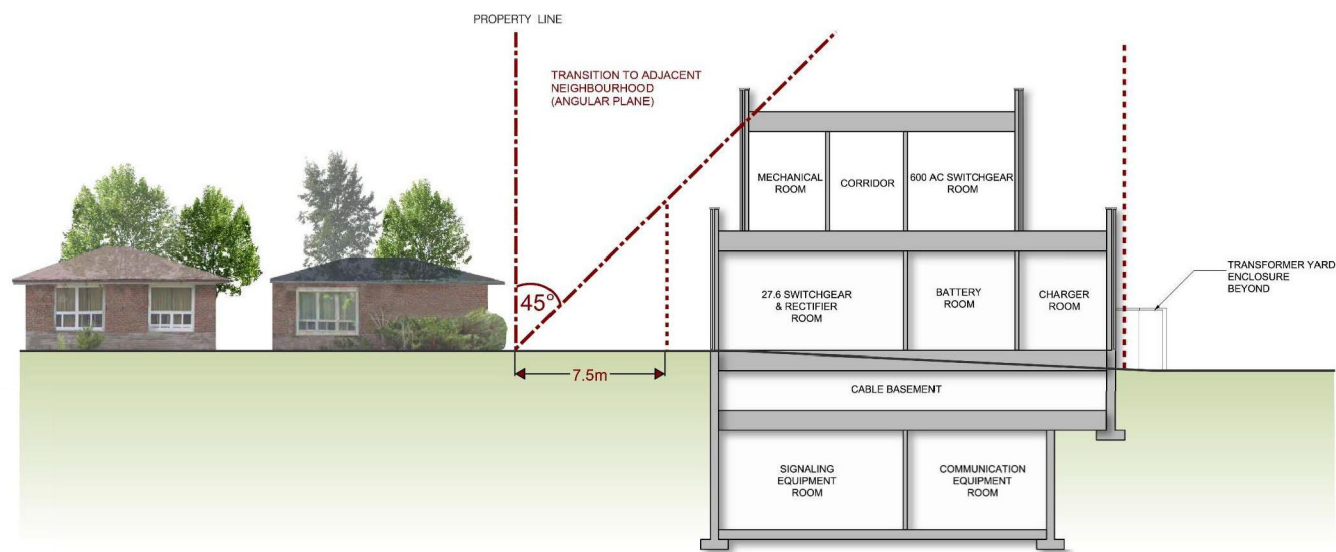 PROPERTY LINE
TRANSITION TO ADJACENT
NEIGHBOURHOOD
(ANGULAR PLANE)
45°
7.5m
MECHANICAL
ROOM
CORRIDOR
600 AC SWITCHGEAR
ROOM
27.6 SWITCHGEAR
& RECTIFIER
ROOM
BATTERY
ROOM
CHARGER
ROOM
TRANSFORMER YARD
ENCLOSURE
BEYOND
CABLE BASEMENT
SIGNALING
EQUIPMENT
ROOM
COMMUNICATION
EQUIPMENT
ROOM